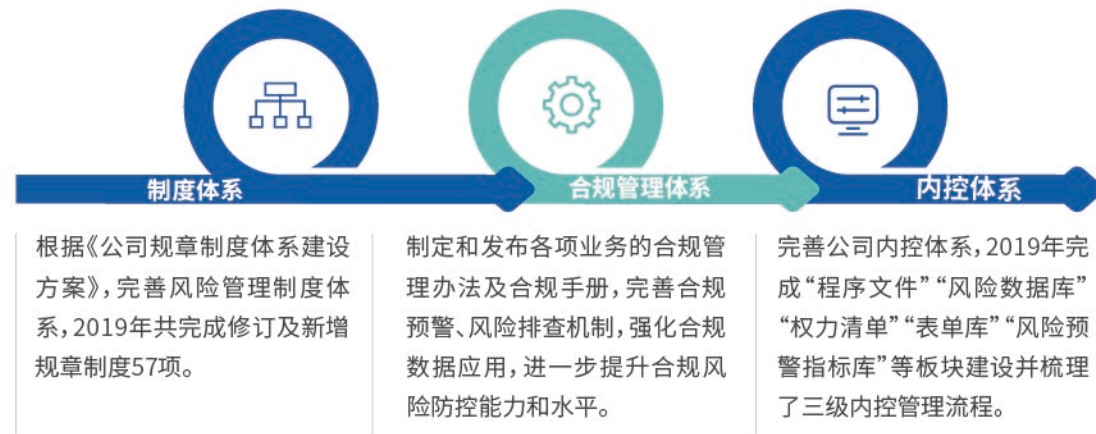 制度体系
根据《公司规章制度体系建设
方案》,完善风险管理制度体
系,2019年共完成修订及新增
规章制度57项。
合规管理体系
制定和发布各项业务的合规管
理办法及合规手册,完善合规
预警、风险排查机制,强化合规
数据应用,进一步提升合规风
险防控能力和水平。
内控体系
完善公司内控体系,2019年完
成“程序文件”“风险数据库”
“权力清单”“表单库”“风险预
警指标库”等板块建设并梳理
了三级内控管理流程。